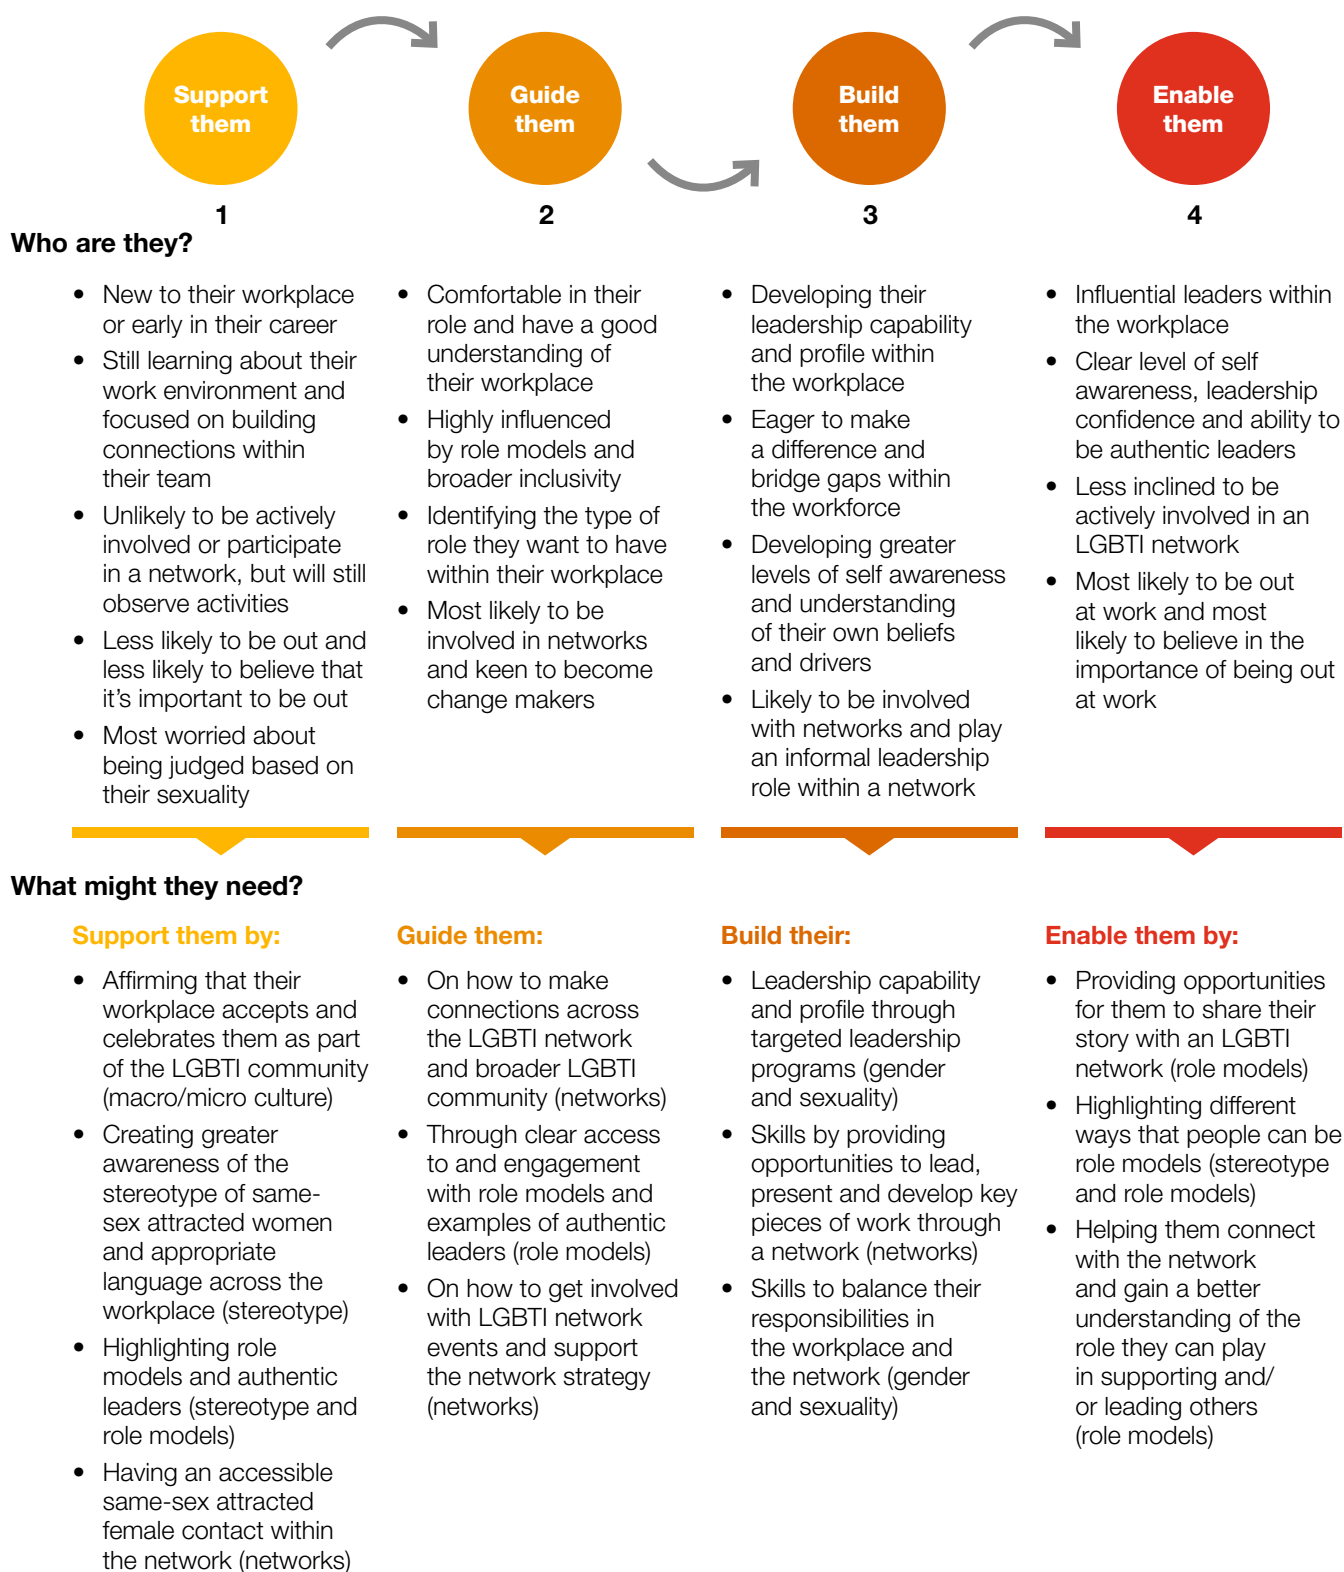 Support
them
Guide
them
Build
them
Enable
them
1
2
3
4
Who are they?
• New to their workplace
or early in their career
• Still learning about their
work environment and
focused on building
connections within
their team
• Unlikely to be actively
involved or participate
in a network, but will still
observe activities
• Less likely to be out and
less likely to believe that
it's important to be out
• Most worried about
being judged based on
their sexuality
• Comfortable in their
role and have a good
understanding of
their workplace
• Highly influenced
by role models and
broader inclusivity
• Identifying the type of
role they want to have
within their workplace
• Most likely to be
involved in networks
and keen to become
change makers
• Developing their
leadership capability
and profile within
the workplace
• Eager to make
a difference and
bridge gaps within
the workforce
• Developing greater
levels of self awareness
and understanding
of their own beliefs
and drivers
• Likely to be involved
with networks and play
an informal leadership
role within a network
• Influential leaders within
the workplace
• Clear level of self
awareness, leadership
confidence and ability to
be authentic leaders
• Less inclined to be
actively involved in an
LGBTI network
• Most likely to be out
at work and most
likely to believe in the
importance of being out
at work
What might they need?
Support them by:
• Affirming that their
workplace accepts and
celebrates them as part
of the LGBTI community
(macro/micro culture)
• Creating greater
awareness of the
stereotype of same-
sex attracted women
and appropriate
language across the
workplace (stereotype)
• Highlighting role
models and authentic
leaders (stereotype and
role models)
• Having an accessible
same-sex attracted
female contact within
the network (networks)
Guide them:
• On how to make
connections across
the LGBTI network
and broader LGBTI
community (networks)
• Through clear access
to and engagement
with role models and
examples of authentic
leaders (role models)
• On how to get involved
with LGBTI network
events and support
the network strategy
(networks)
Build their:
• Leadership capability
and profile through
targeted leadership
programs (gender
and sexuality)
• Skills by providing
opportunities to lead,
present and develop key
pieces of work through
a network (networks)
• Skills to balance their
responsibilities in
the workplace and
the network (gender
and sexuality)
Enable them by:
• Providing opportunities
for them to share their
story with an LGBTI
network (role models)
• Highlighting different
ways that people can be
role models (stereotype
and role models)
• Helping them connect
with the network
and gain a better
understanding of the
role they can play
in supporting and/
or leading others
(role models)